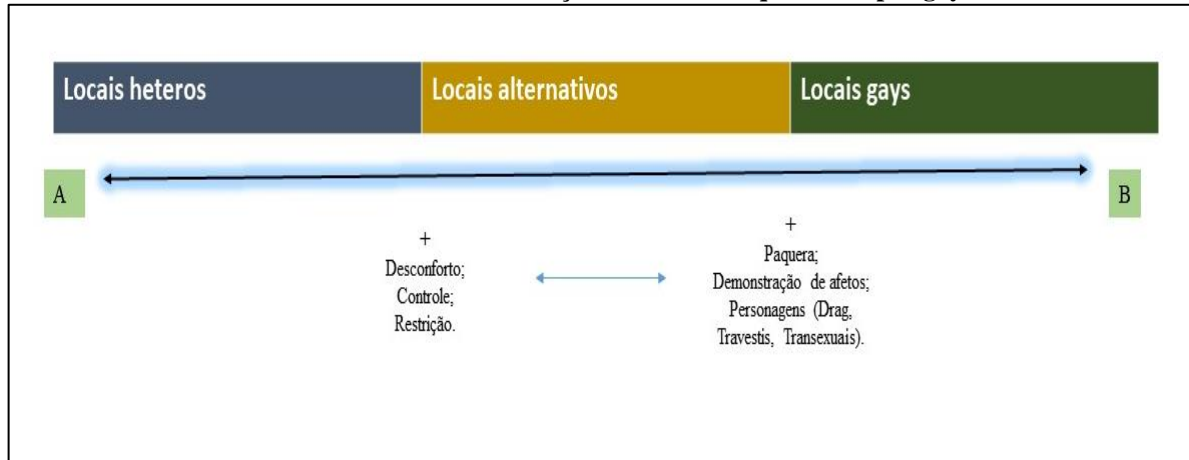 Locais heteros
Locais alternativos
Locais gays
A
B
+
Desconforto;
Controle;
Restrição.
+
Paquera;
Demonstração de afetos;
Personagens (Drag,
Travestis, Transexuais).